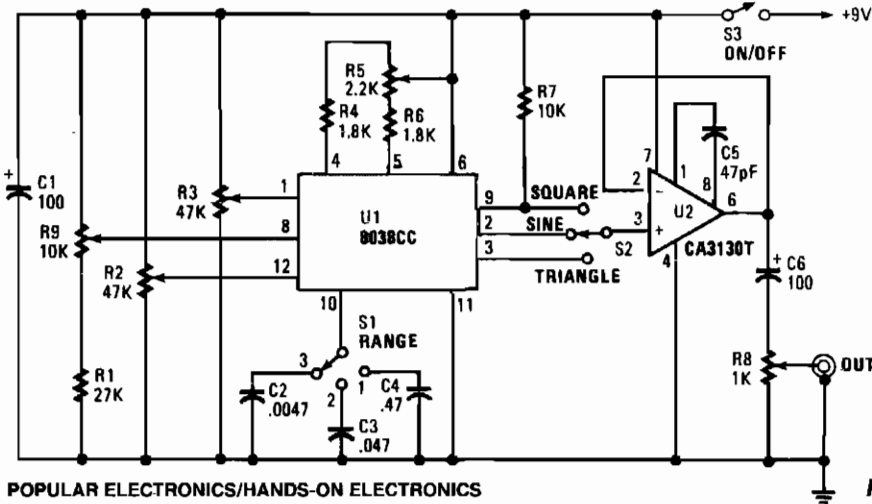 +9V
S3
ON/OFF
R5
2.2K
R4
1.8K
R6
1.8K
R7
10K
C5
47pF
4
5
6
7
1
8
2
6
3
4
U2
CA3130T
+
C1
100
R3
47K
1
R9
10K
8
R2
47K
12
U1
8038CC
9
2
3
SQUARE
SINE
TRIANGLE
S2
+
C6
100
10
11
S1
RANGE
3
2
1
R1
27K
C2
.0047
C3
.047
C4
.47
R8
1K
OUT
POPULAR ELECTRONICS/HANDS-ON ELECTRONICS